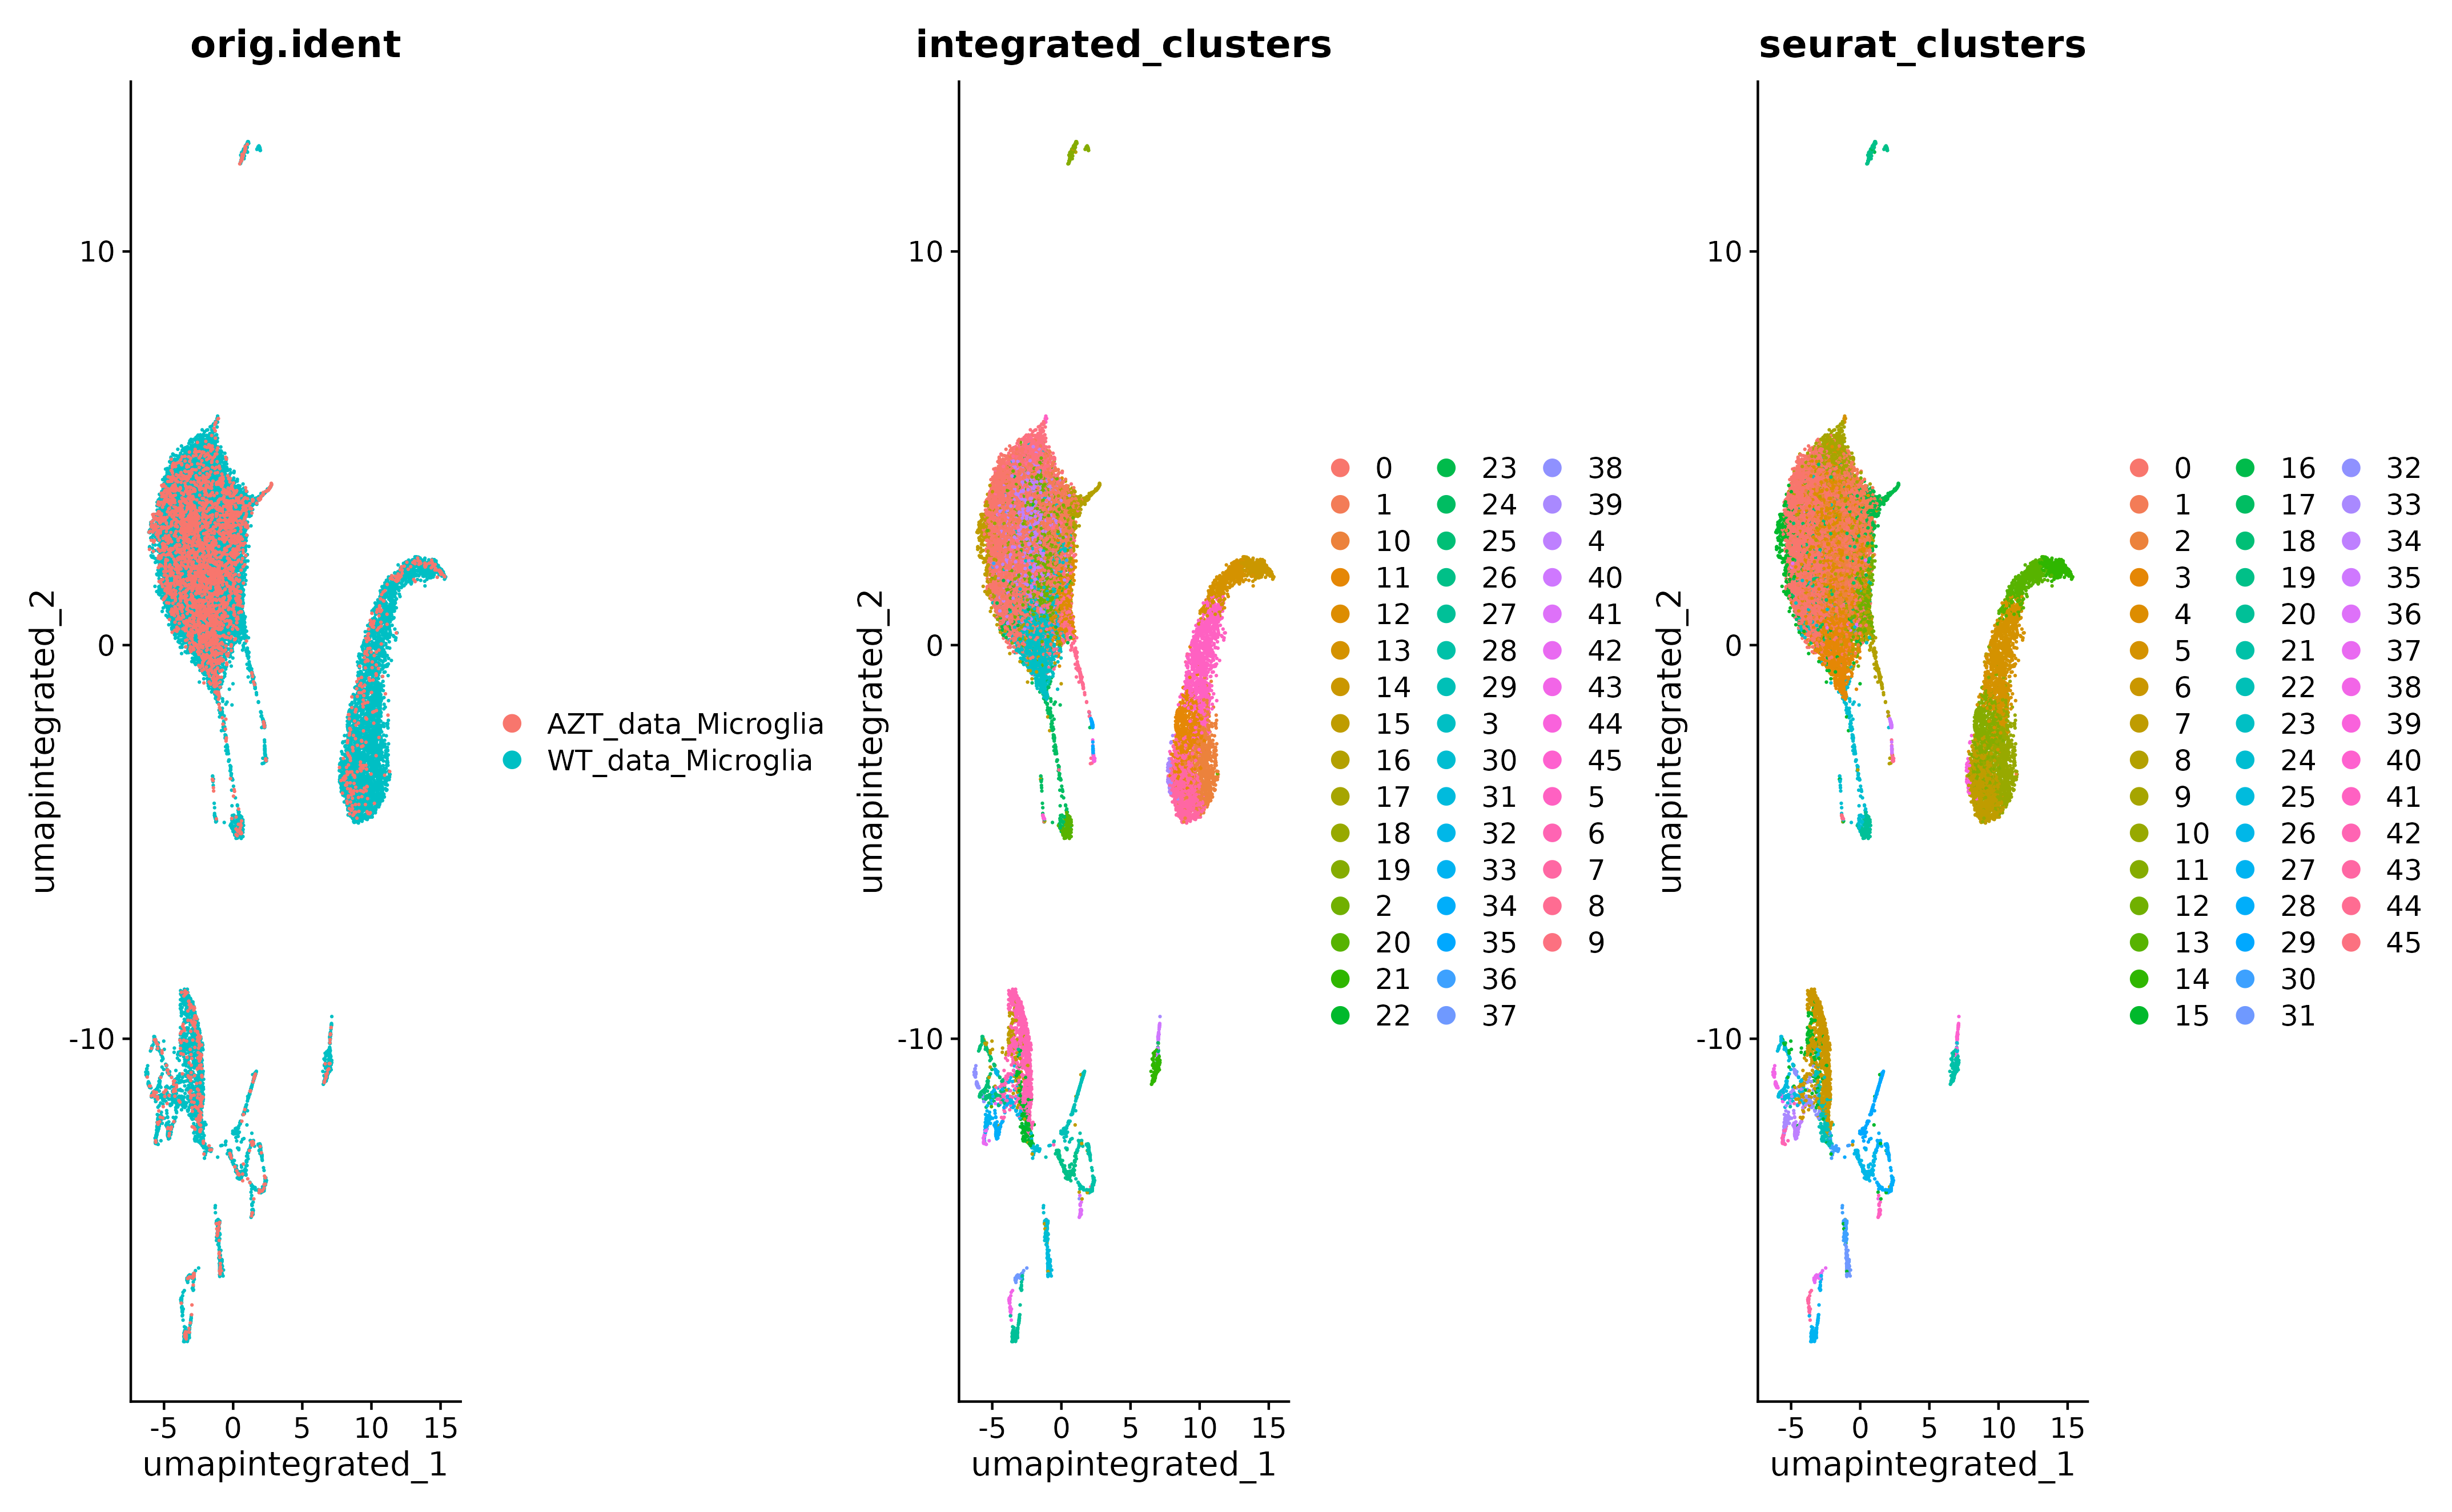 orig.ident
integrated_clusters
seurat_clusters
umapintegrated_2
10
0
-10
-5 0 5 10 15
umapintegrated_1
AZT_data_Microglia
WT_data_Microglia
umapintegrated_2
10
0
-10
-5 0 5 10 15
umapintegrated_1
0 23 38
1 24 39
10 25 4
11 26 40
12 27 41
13 28 42
14 29 43
15 3 44
16 30 45
17 31 5
18 32 6
19 33 7
2 34 8
20 35 9
21 36
22 37
umapintegrated_2
10
0
-10
-5 0 5 10 15
umapintegrated_1
0 16 32
1 17 33
2 18 34
3 19 35
4 20 36
5 21 37
6 22 38
7 23 39
8 24 40
9 25 41
10 26 42
11 27 43
12 28 44
13 29 45
14 30
15 31